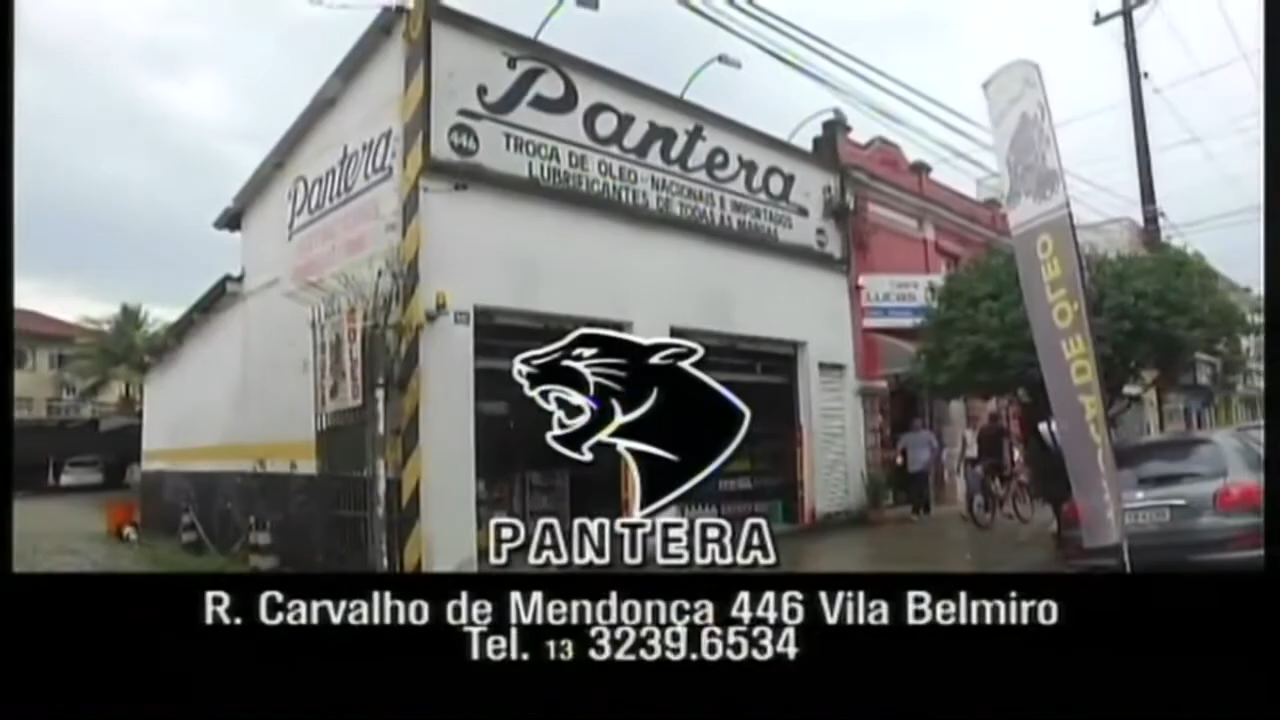 Pantera
446
TROCA DE ÓLEO - NACIONAIS E IMPORTADOS
LUBRIFICANTES DE TODAS AS MARCAS
Pantera
LUCAS
DE ÓLEO
PANTERA
R. Carvalho de Mendonça 446 Vila Belmiro
Tel. 13 3239.6534